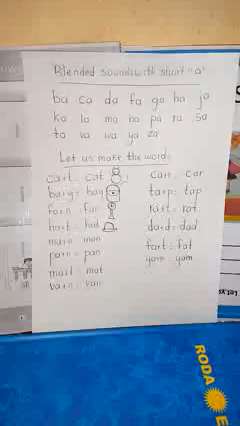 Blended soundswith short "a"
ba ca da fa ga ha ja
ka la ma na pa ra sa
ta va wa ya za
Let us make the words
ca+t: cat ca+r: car
ba+g: bag ta+p: tap
fa+n: fan ra+t: rat
ha+t: hat da+d: dad
ma+n = man fa+t: fat
pa+n = pan ya+m: yam
ma+t = mat
va+n = van
RODA